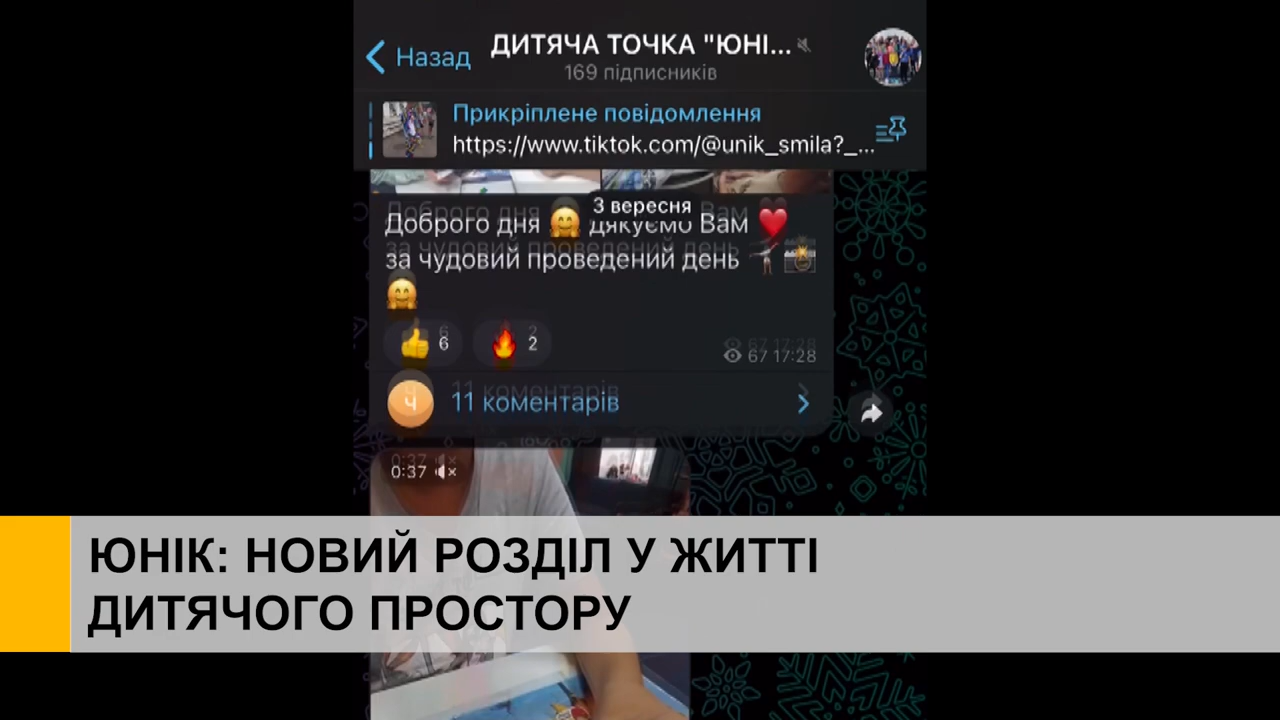 Назад
ДИТЯЧА ТОЧКА "ЮНІ...
169 підписників
Прикріплене повідомлення
https://www.tiktok.com/@unik_smila?_...
3 вересня
Доброго дня 🤗 дякуємо Вам ❤️
за чудовий проведений день
🤗
👍 6 🔥 2
67 17:28
Ч 11 коментарів
0:37
ЮНІК: НОВИЙ РОЗДІЛ У ЖИТТІ
ДИТЯЧОГО ПРОСТОРУ